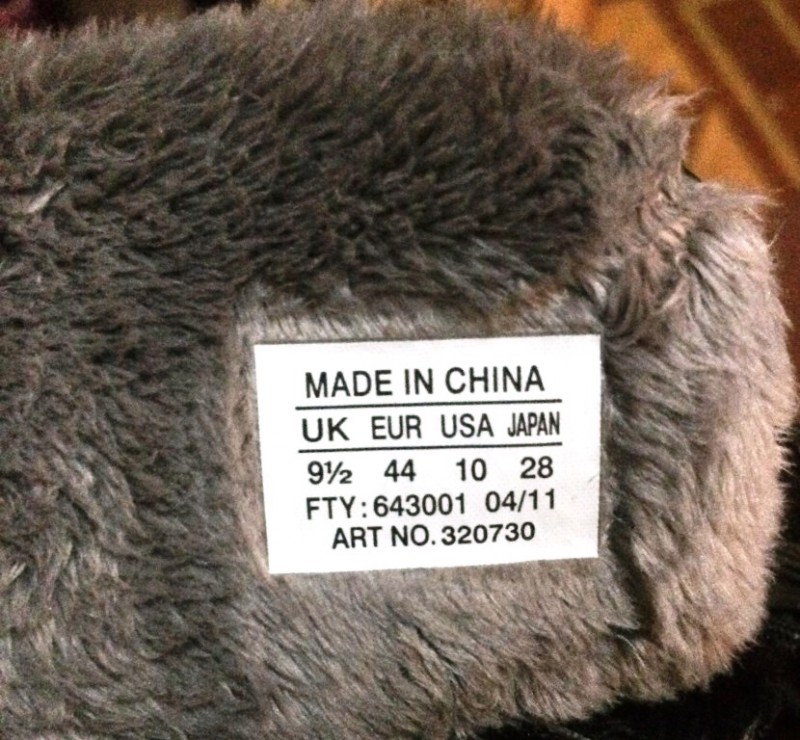 MADE IN CHINA
UK EUR USA JAPAN
9½ 44 10 28
FTY: 643001 04/11
ART NO. 320730